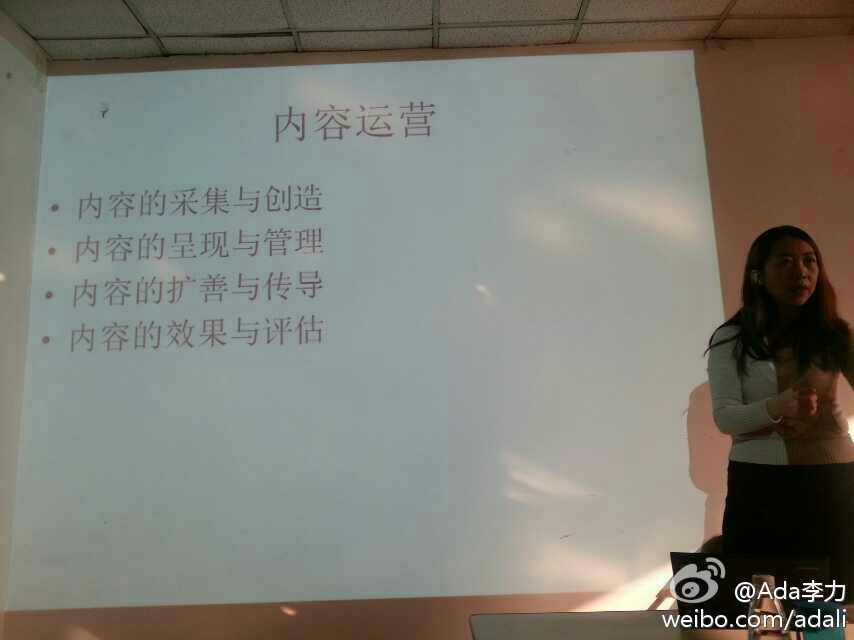 内容运营
• 内容的采集与创造
• 内容的呈现与管理
• 内容的扩善与传导
• 内容的效果与评估
@Ada李力
weibo.com/adali